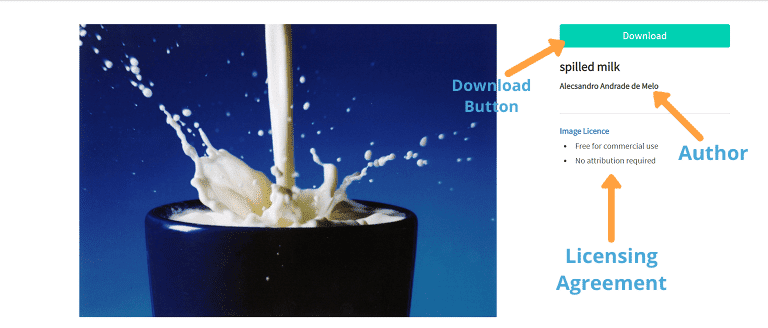 Download
spilled milk
Alecsandro Andrade de Melo
Download
Button
Image Licence
Free for commercial use
No attribution required
Author
Licensing
Agreement